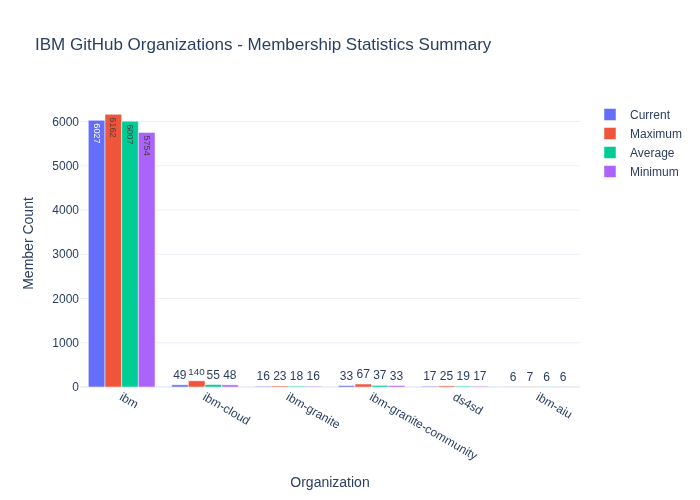 IBM GitHub Organizations - Membership Statistics Summary
Current
Maximum
Average
Minimum
Member Count
6000
5000
4000
3000
2000
1000
0
6027
6162
6007
5754
49 140 55 48
16 23 18 16
33 67 37 33
17 25 19 17
6 7 6 6
ibm
ibm-cloud
ibm-granite
ibm-granite-community
ds4sd
ibm-aiu
Organization